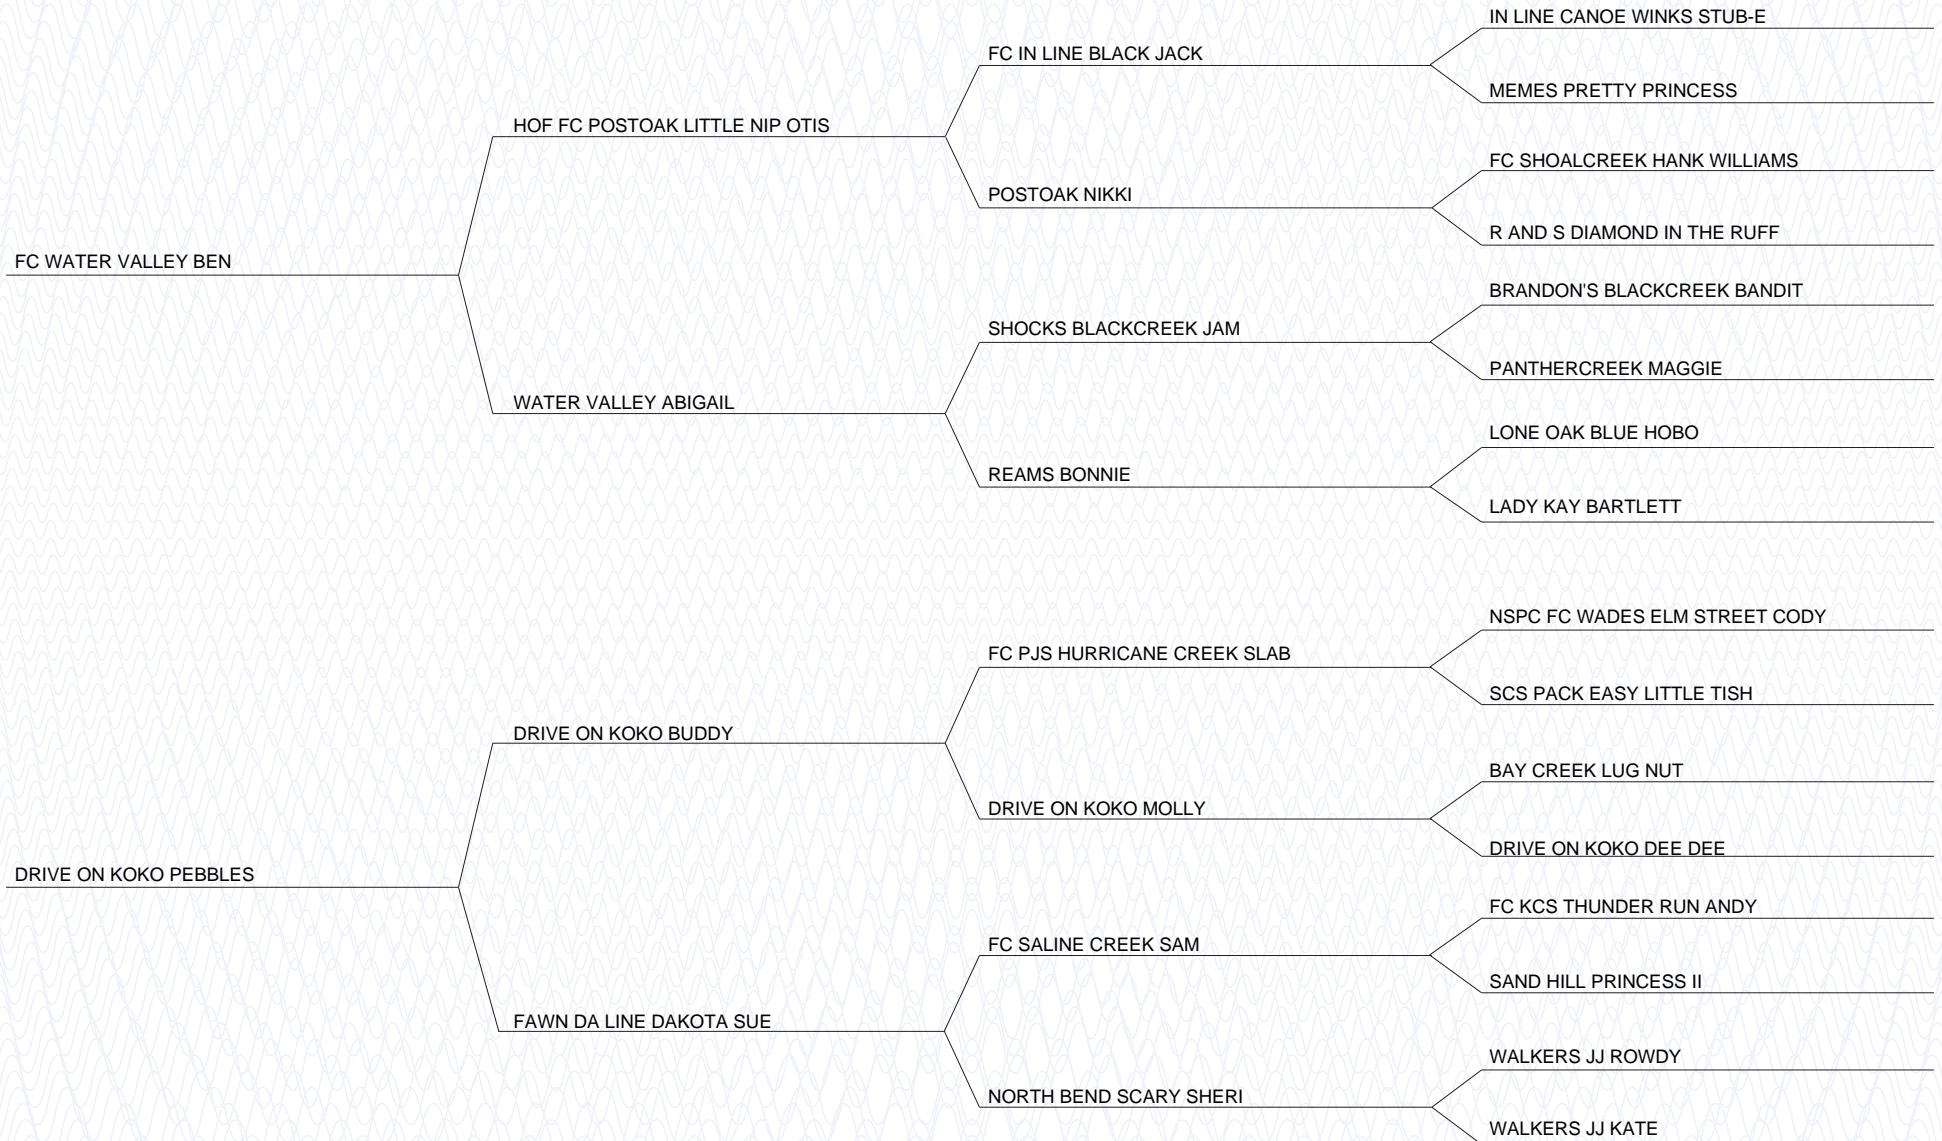 IN LINE CANOE WINKS STUB-E
FC IN LINE BLACK JACK
MEMES PRETTY PRINCESS
HOF FC POSTOAK LITTLE NIP OTIS
FC SHOALCREEK HANK WILLIAMS
POSTOAK NIKKI
R AND S DIAMOND IN THE RUFF
FC WATER VALLEY BEN
BRANDON'S BLACKCREEK BANDIT
SHOCKS BLACKCREEK JAM
PANTHERCREEK MAGGIE
WATER VALLEY ABIGAIL
LONE OAK BLUE HOBO
REAMS BONNIE
LADY KAY BARTLETT
NSPC FC WADES ELM STREET CODY
FC PJS HURRICANE CREEK SLAB
SCS PACK EASY LITTLE TISH
DRIVE ON KOKO BUDDY
BAY CREEK LUG NUT
DRIVE ON KOKO MOLLY
DRIVE ON KOKO DEE DEE
DRIVE ON KOKO PEBBLES
FC KCS THUNDER RUN ANDY
FC SALINE CREEK SAM
SAND HILL PRINCESS II
FAWN DA LINE DAKOTA SUE
WALKERS JJ ROWDY
NORTH BEND SCARY SHERI
WALKERS JJ KATE